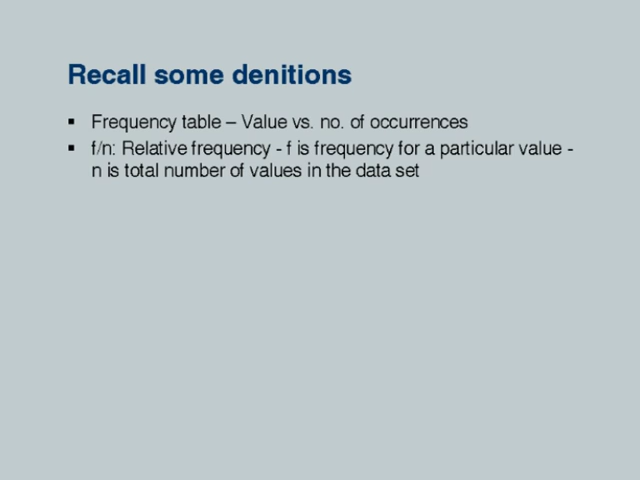 Recall some denitions
▪ Frequency table – Value vs. no. of occurrences
▪ f/n: Relative frequency - f is frequency for a particular value -
n is total number of values in the data set